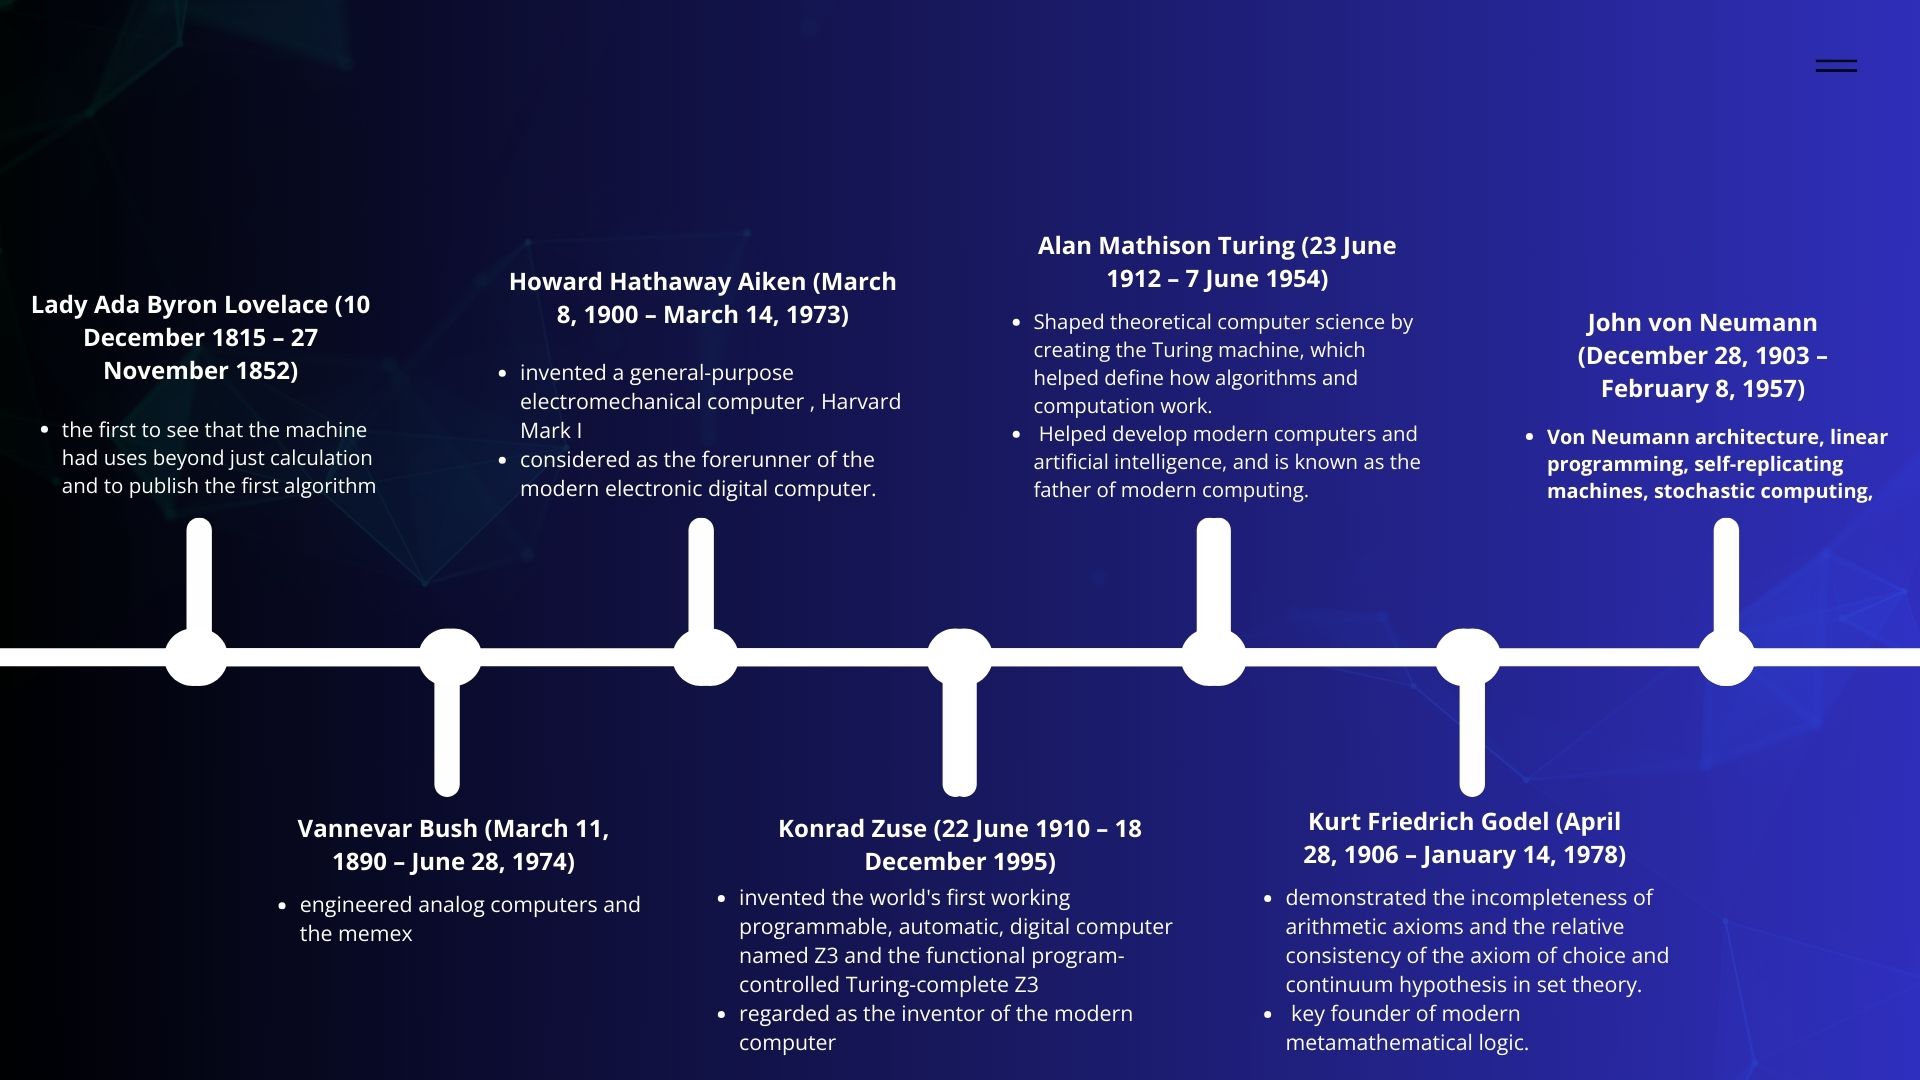 Lady Ada Byron Lovelace (10
December 1815 – 27
November 1852)
• the first to see that the machine
had uses beyond just calculation
and to publish the first algorithm
Howard Hathaway Aiken (March
8, 1900 – March 14, 1973)
• invented a general-purpose
electromechanical computer , Harvard
Mark I
• considered as the forerunner of the
modern electronic digital computer.
Alan Mathison Turing (23 June
1912 – 7 June 1954)
• Shaped theoretical computer science by
creating the Turing machine, which
helped define how algorithms and
computation work.
• Helped develop modern computers and
artificial intelligence, and is known as the
father of modern computing.
John von Neumann
(December 28, 1903 –
February 8, 1957)
• Von Neumann architecture, linear
programming, self-replicating
machines, stochastic computing,
Vannevar Bush (March 11,
1890 – June 28, 1974)
• engineered analog computers and
the memex
Konrad Zuse (22 June 1910 – 18
December 1995)
• invented the world's first working
programmable, automatic, digital computer
named Z3 and the functional program-
controlled Turing-complete Z3
• regarded as the inventor of the modern
computer
Kurt Friedrich Godel (April
28, 1906 – January 14, 1978)
• demonstrated the incompleteness of
arithmetic axioms and the relative
consistency of the axiom of choice and
continuum hypothesis in set theory.
• key founder of modern
metamathematical logic.